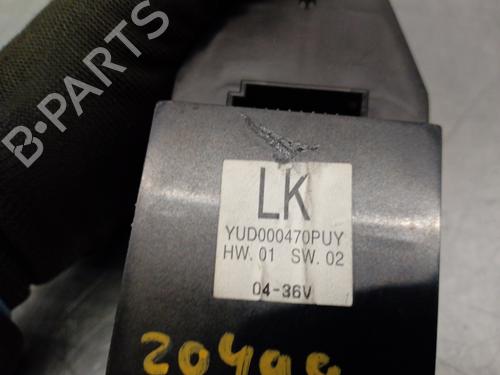 B-PARTS
LK
YUD000470PUY
HW. 01 SW. 02
04-36V